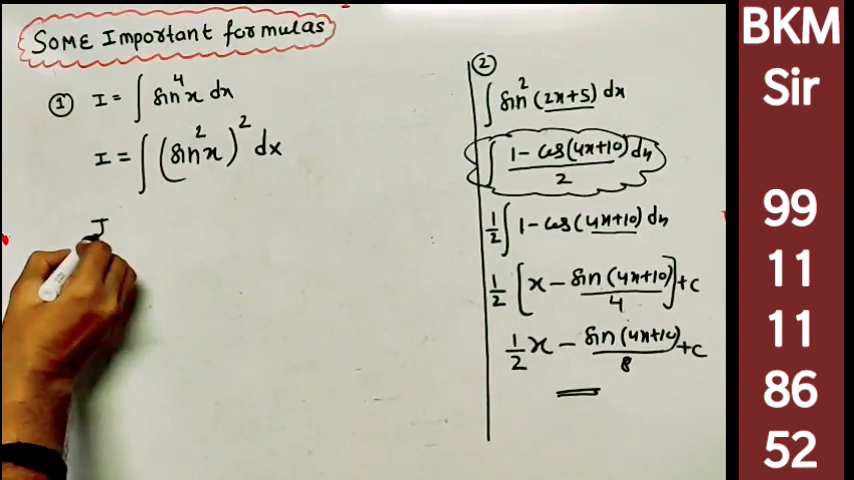 SOME Important formulas
① I = ∫ sin⁴x dx
I = ∫ (sin²x)² dx
I
②
∫ sin² (2x+5) dx
∫ 1 - cos(4x+10) dx / 2
1/2 ∫ 1 - cos(4x+10) dx
1/2 [x - sin(4x+10)/4] + c
1/2 x - sin(4x+10)/8 + c
BKM
Sir
99
11
11
86
52